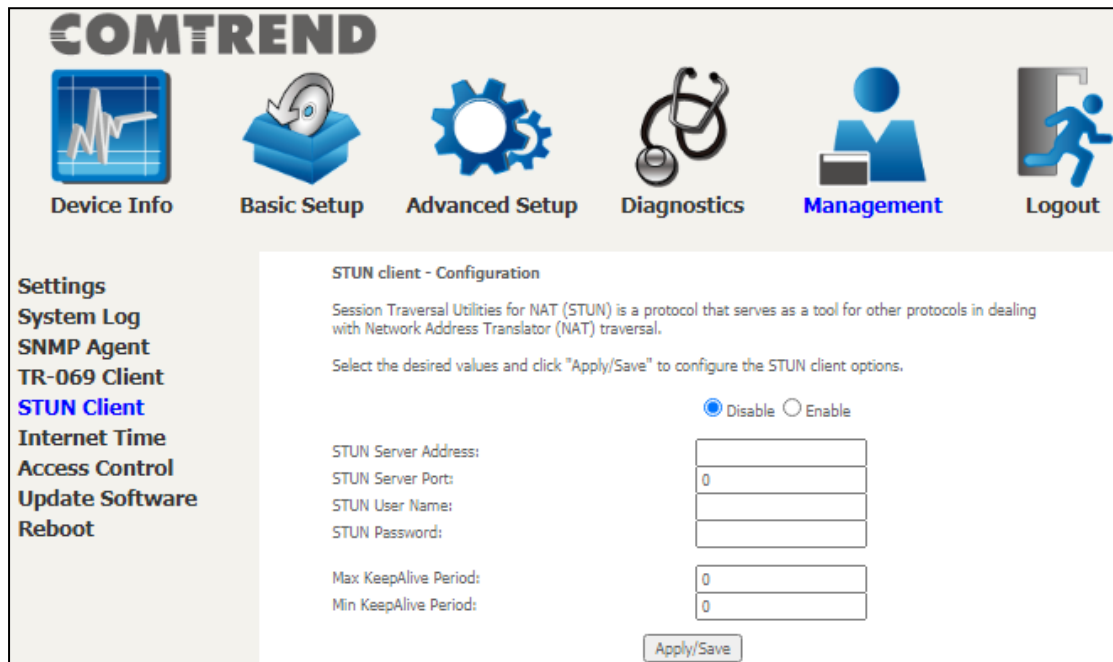 COMTREND
Device Info
Basic Setup
Advanced Setup
Diagnostics
Management
Logout
Settings
System Log
SNMP Agent
TR-069 Client
STUN Client
Internet Time
Access Control
Update Software
Reboot
STUN client - Configuration
Session Traversal Utilities for NAT (STUN) is a protocol that serves as a tool for other protocols in dealing
with Network Address Translator (NAT) traversal.
Select the desired values and click "Apply/Save" to configure the STUN client options.
Disable Enable
STUN Server Address:
STUN Server Port: 0
STUN User Name:
STUN Password:
Max KeepAlive Period: 0
Min KeepAlive Period: 0
Apply/Save